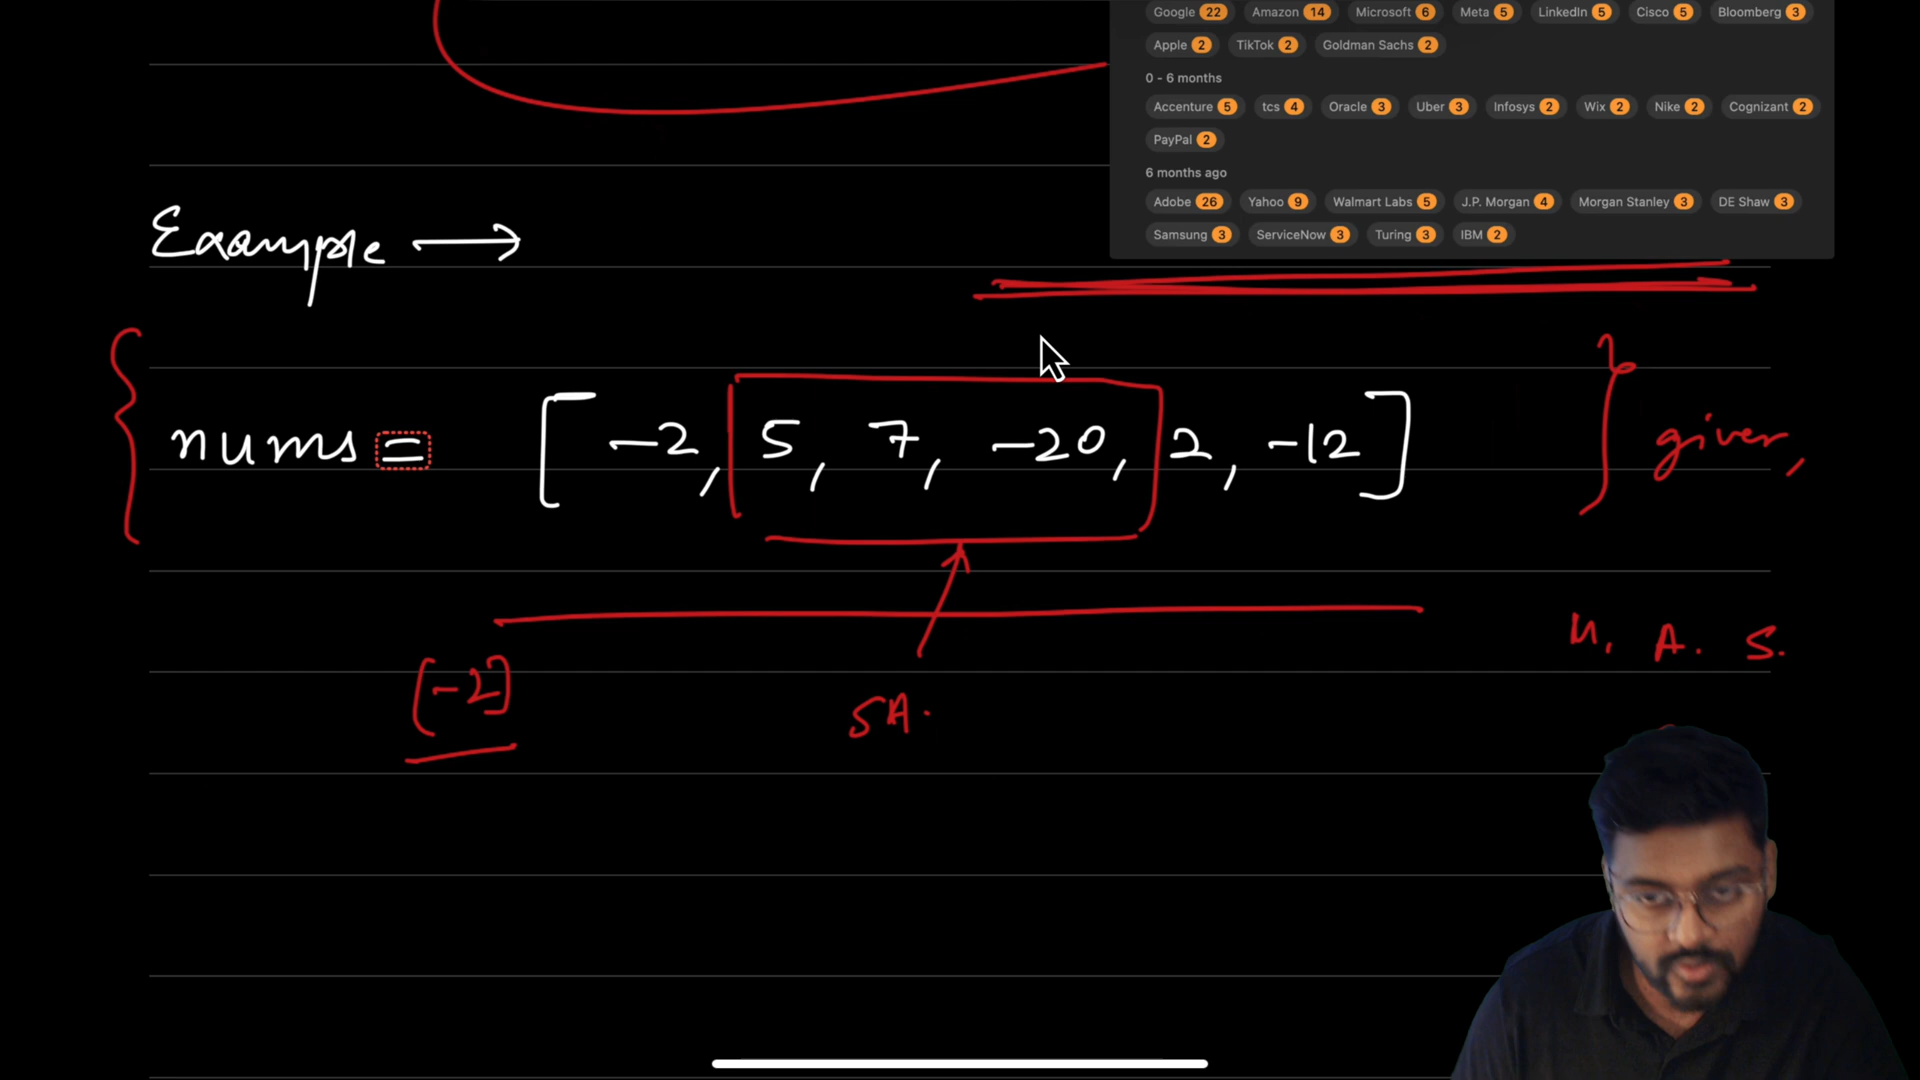 Google 22 Amazon 14 Microsoft 6 Meta 5 LinkedIn 5 Cisco 5 Bloomberg 3
Apple 2 TikTok 2 Goldman Sachs 2
0 - 6 months
Accenture 5 tcs 4 Oracle 3 Uber 3 Infosys 2 Wix 2 Nike 2 Cognizant 2
PayPal 2
6 months ago
Adobe 26 Yahoo 9 Walmart Labs 5 J.P. Morgan 4 Morgan Stanley 3 DE Shaw 3
Samsung 3 ServiceNow 3 Turing 3 IBM 2
Example →
nums = [-2, 5, 7, -20, 2, -12] given,
M. A. S.
[-2]
SA.